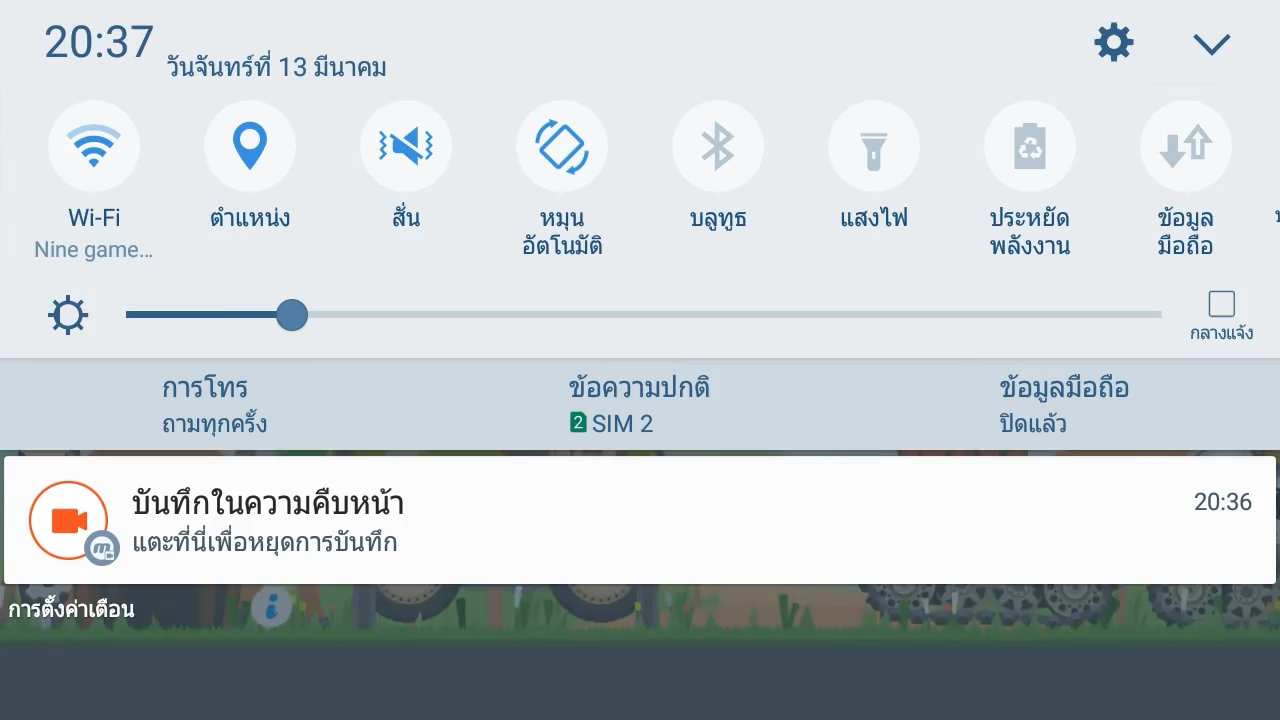 20:37
วันจันทร์ที่ 13 มีนาคม
Wi-Fi
Nine game...
ตำแหน่ง
สั่น
หมุน
อัตโนมัติ
บลูทูธ
แสงไฟ
ประหยัด
พลังงาน
ข้อมูล
มือถือ
กลางแจ้ง
การโทร
ถามทุกครั้ง
ข้อความปกติ
2 SIM 2
ข้อมูลมือถือ
ปิดแล้ว
บันทึกในความคืบหน้า
20:36
แตะที่นี่เพื่อหยุดการบันทึก
การตั้งค่าเตือน